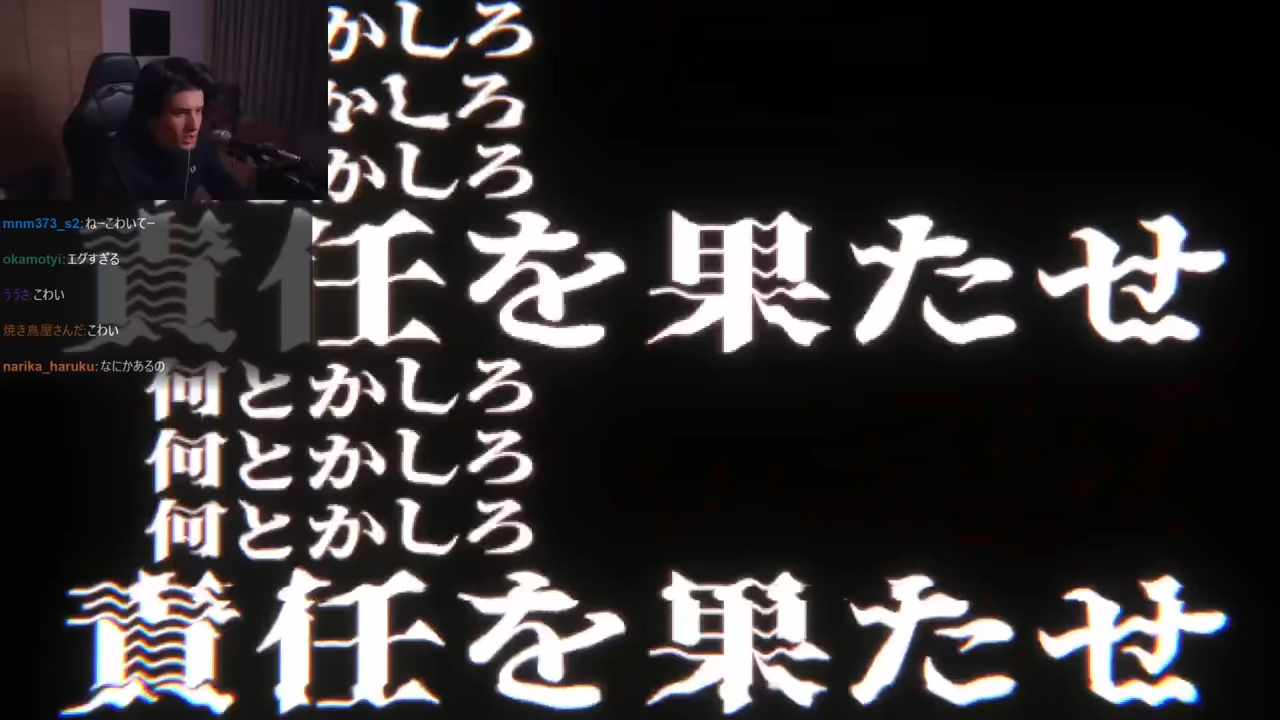 かしろ
かしろ
かしろ
責任を果たせ
mnm373_s2: ねーこわいてー
okamotyi: エグすぎる
ううさ: こわい
焼き鳥屋さんだ: こわい
narika_haruku: なにかあるの
何とかしろ
何とかしろ
何とかしろ
責任を果たせ